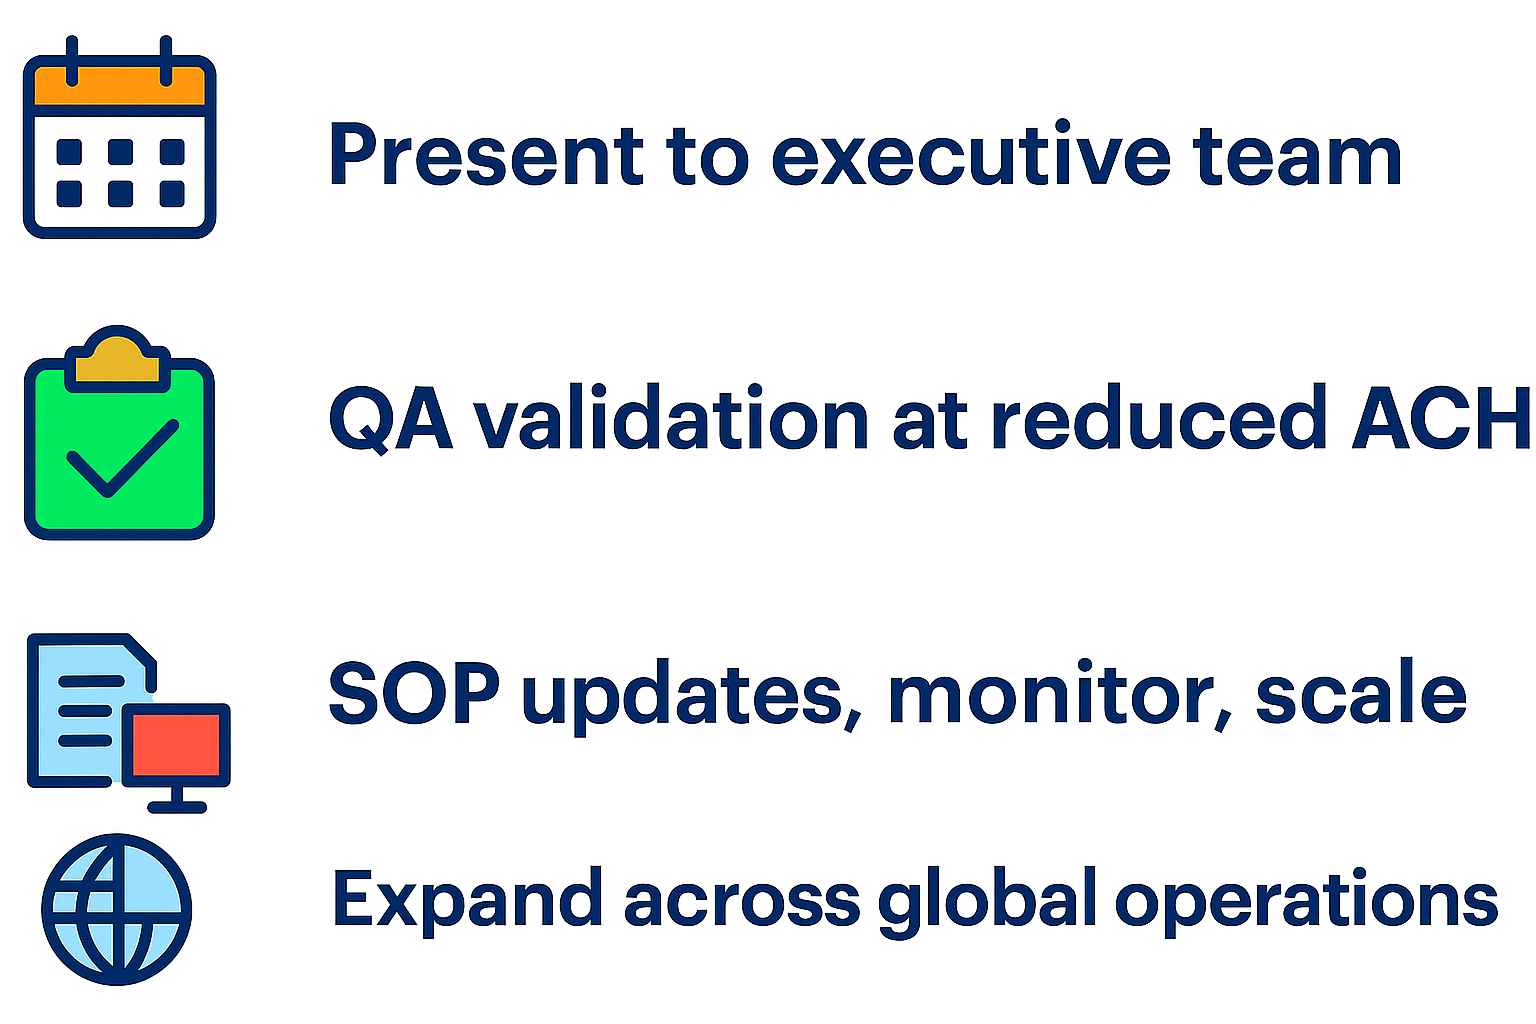 Present to executive team
QA validation at reduced ACH
SOP updates, monitor, scale
Expand across global operations